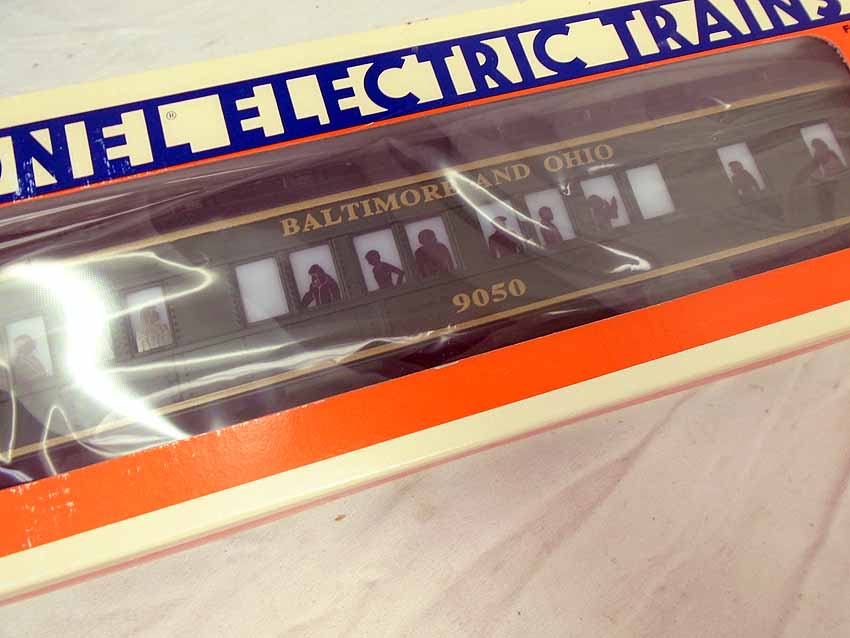 NEL® ELECTRIC TRAINS
BALTIMORE AND OHIO
9050